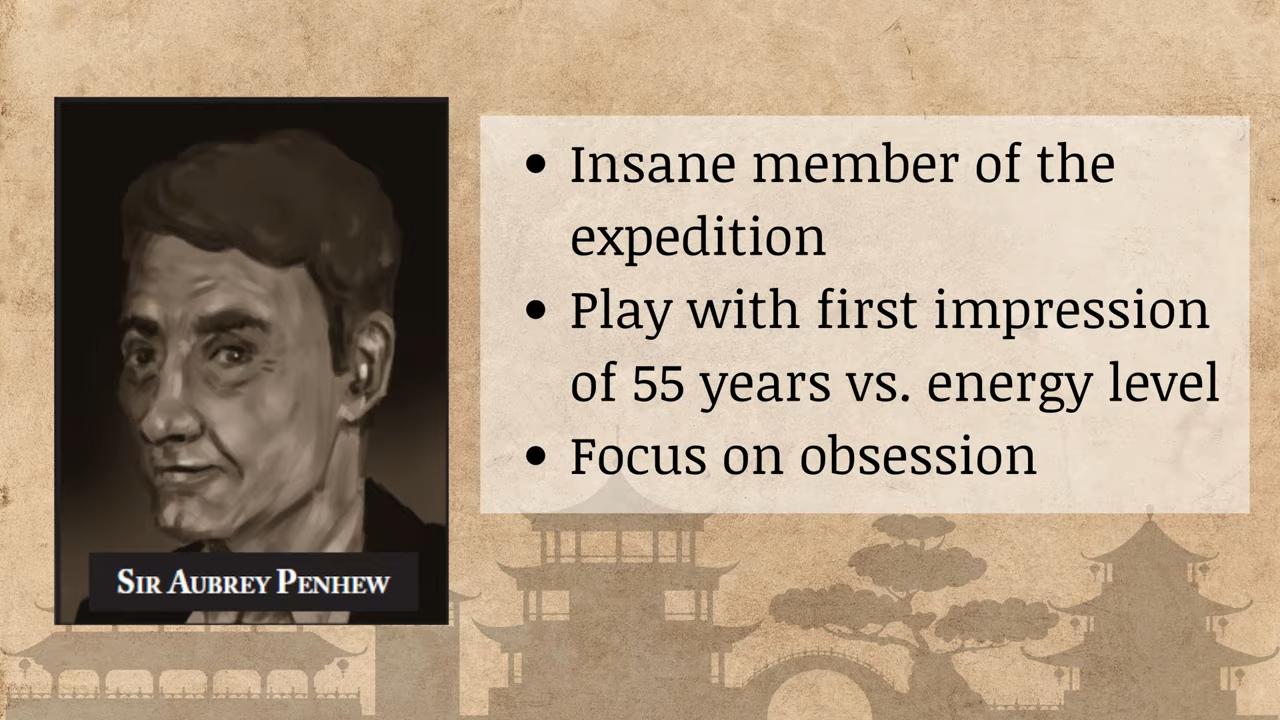 Sir Aubrey Penhew
• Insane member of the
expedition
• Play with first impression
of 55 years vs. energy level
• Focus on obsession